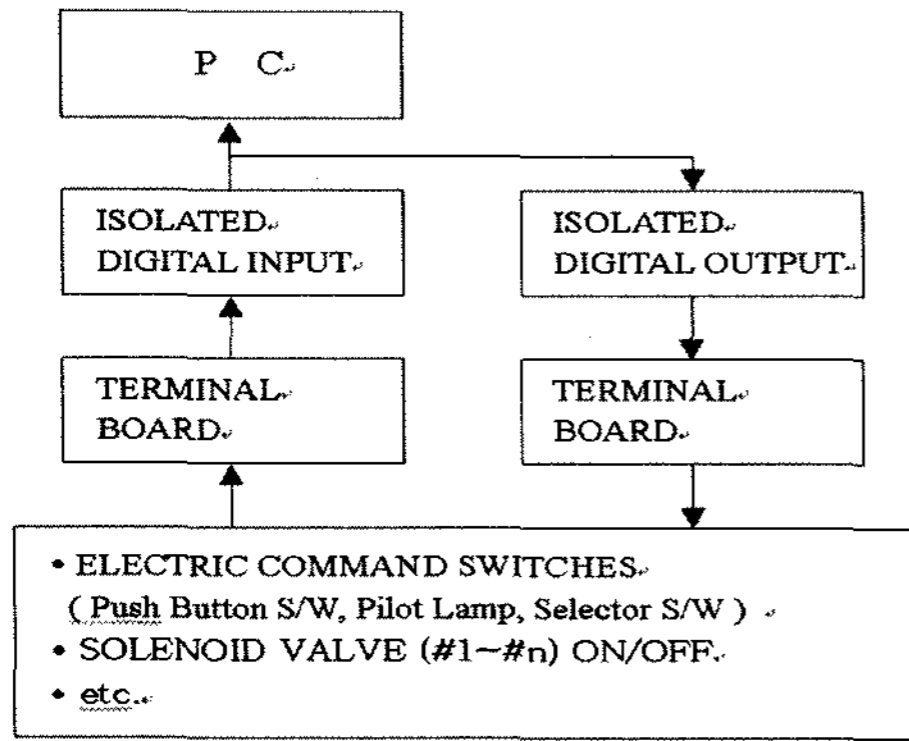 P C
ISOLATED
DIGITAL INPUT
ISOLATED
DIGITAL OUTPUT
TERMINAL
BOARD
TERMINAL
BOARD
• ELECTRIC COMMAND SWITCHES
( Push Button S/W, Pilot Lamp, Selector S/W )
• SOLENOID VALVE (#1~#n) ON/OFF
• etc.